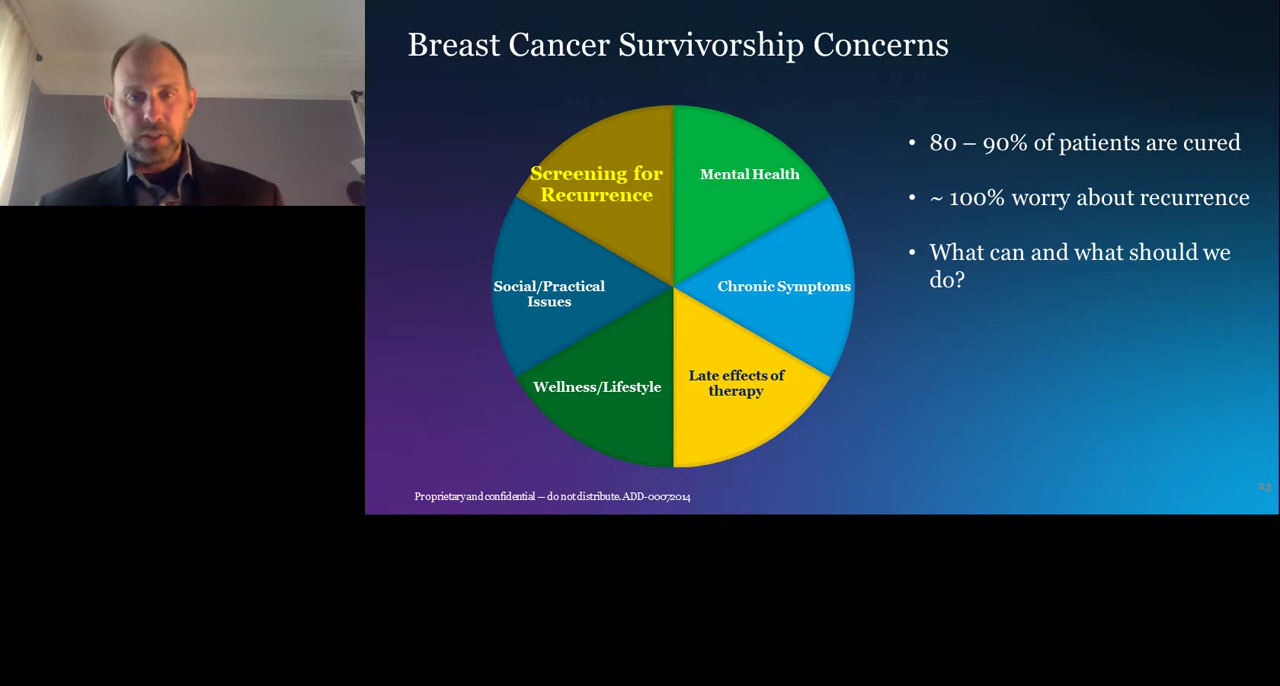 Breast Cancer Survivorship Concerns
Screening for
Recurrence
Mental Health
Social/Practical
Issues
Chronic Symptoms
Wellness/Lifestyle
Late effects of
therapy
• 80 – 90% of patients are cured
• ~ 100% worry about recurrence
• What can and what should we
do?
Proprietary and confidential — do not distribute. ADD-00072014
23